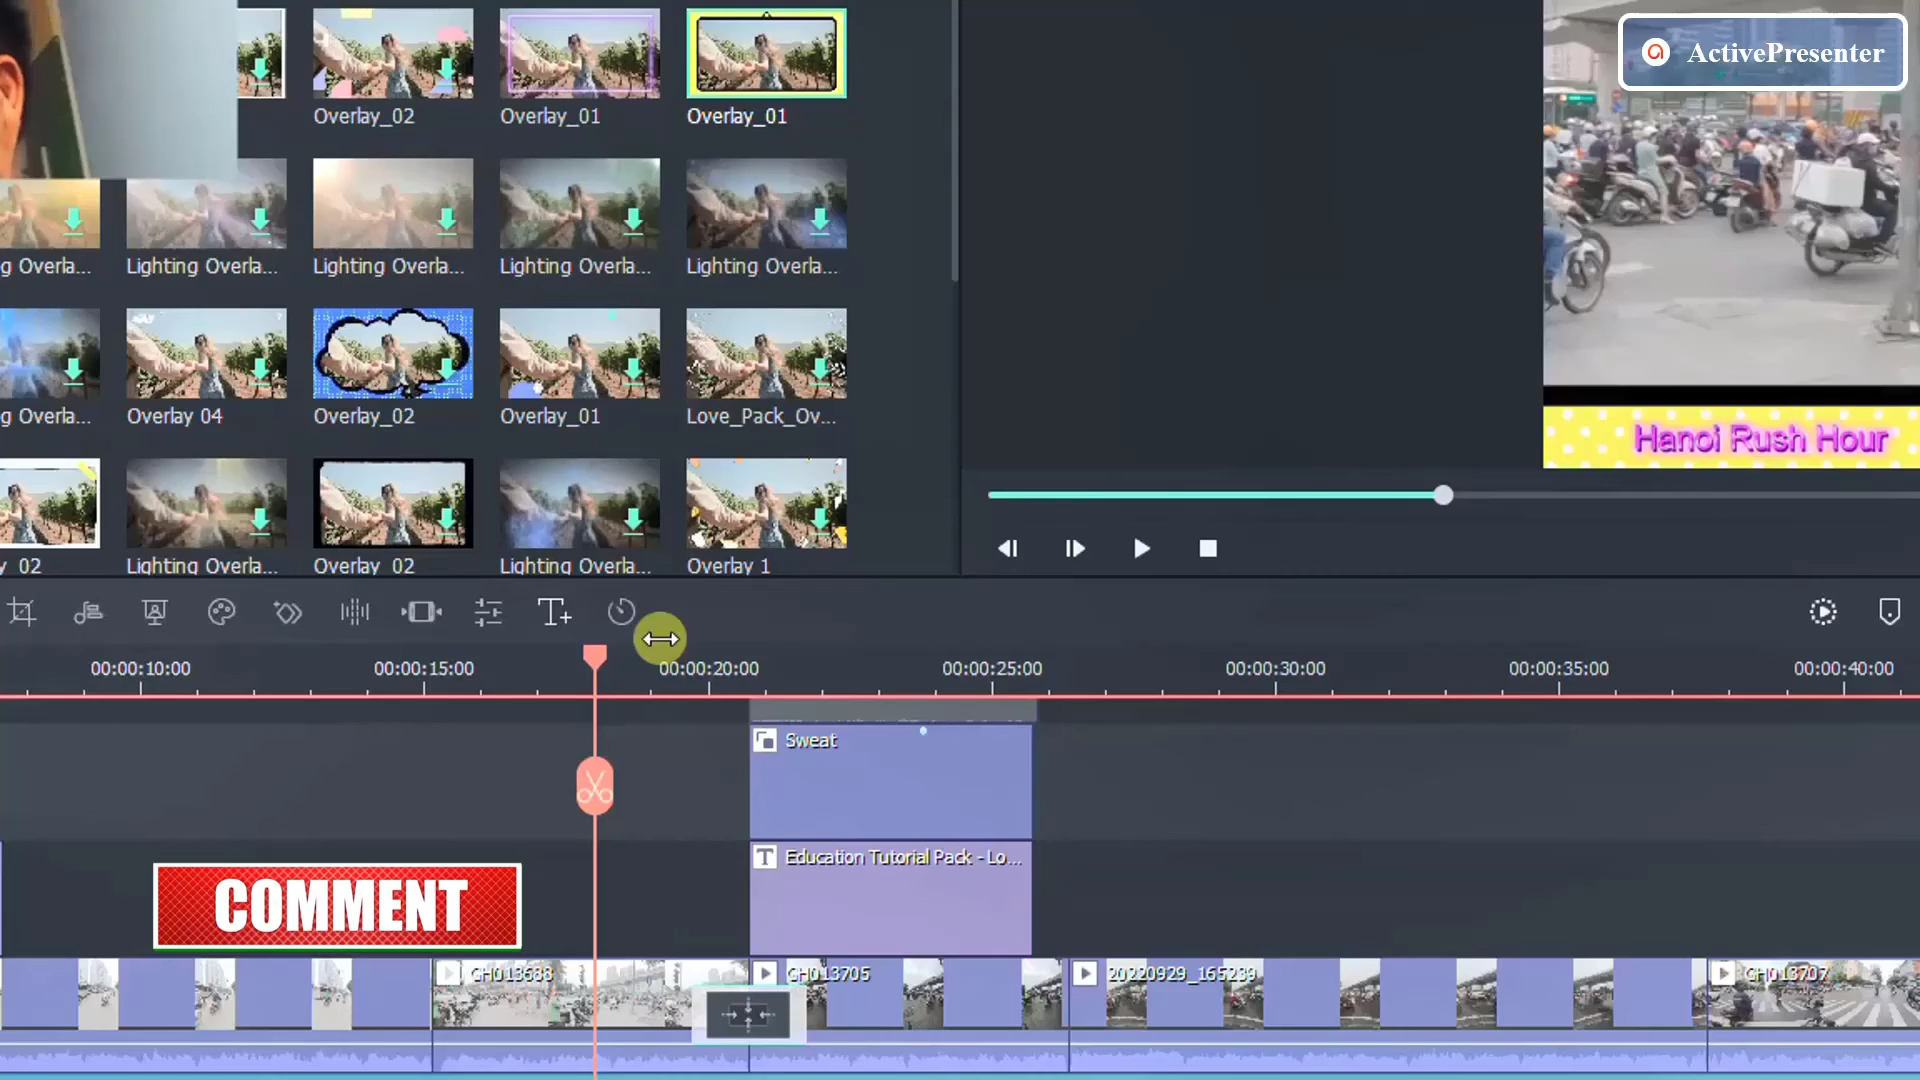 ActivePresenter
Overlay_02
Overlay_01
Overlay_01
g Overla...
Lighting Overla...
Lighting Overla...
Lighting Overla...
Lighting Overla...
g Overla...
Overlay 04
Overlay_02
Overlay_01
Love_Pack_Ov...
Hanoi Rush Hour
y_02
Lighting Overla...
Overlay_02
Lighting Overla...
Overlay 1
00:00:10:00
00:00:15:00
00:00:20:00
00:00:25:00
00:00:30:00
00:00:35:00
00:00:40:00
Sweat
Education Tutorial Pack - Lo...
COMMENT
GH013688
GH013705
20220929_165239
GH013707